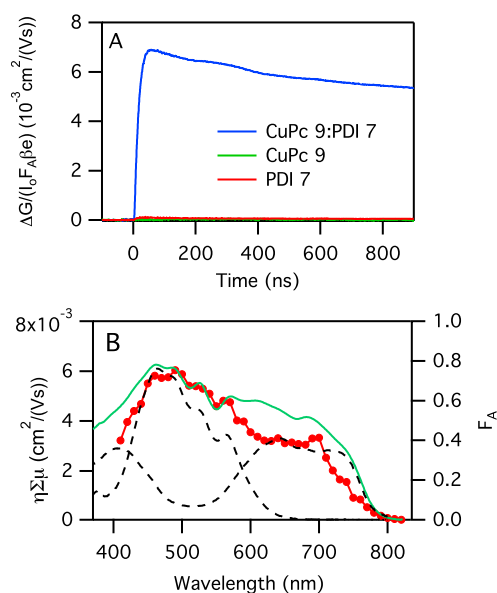 A
ΔG/(IoFAβe) (10⁻³cm²/(Vs))
8
6
4
2
0
CuPc 9:PDI 7
CuPc 9
PDI 7
0 200 400 600 800
Time (ns)
B
ηΣμ (cm²/(Vs))
8x10⁻³
6
4
2
0
1.0
0.8
0.6
0.4
0.2
0.0
FA
400 500 600 700 800
Wavelength (nm)